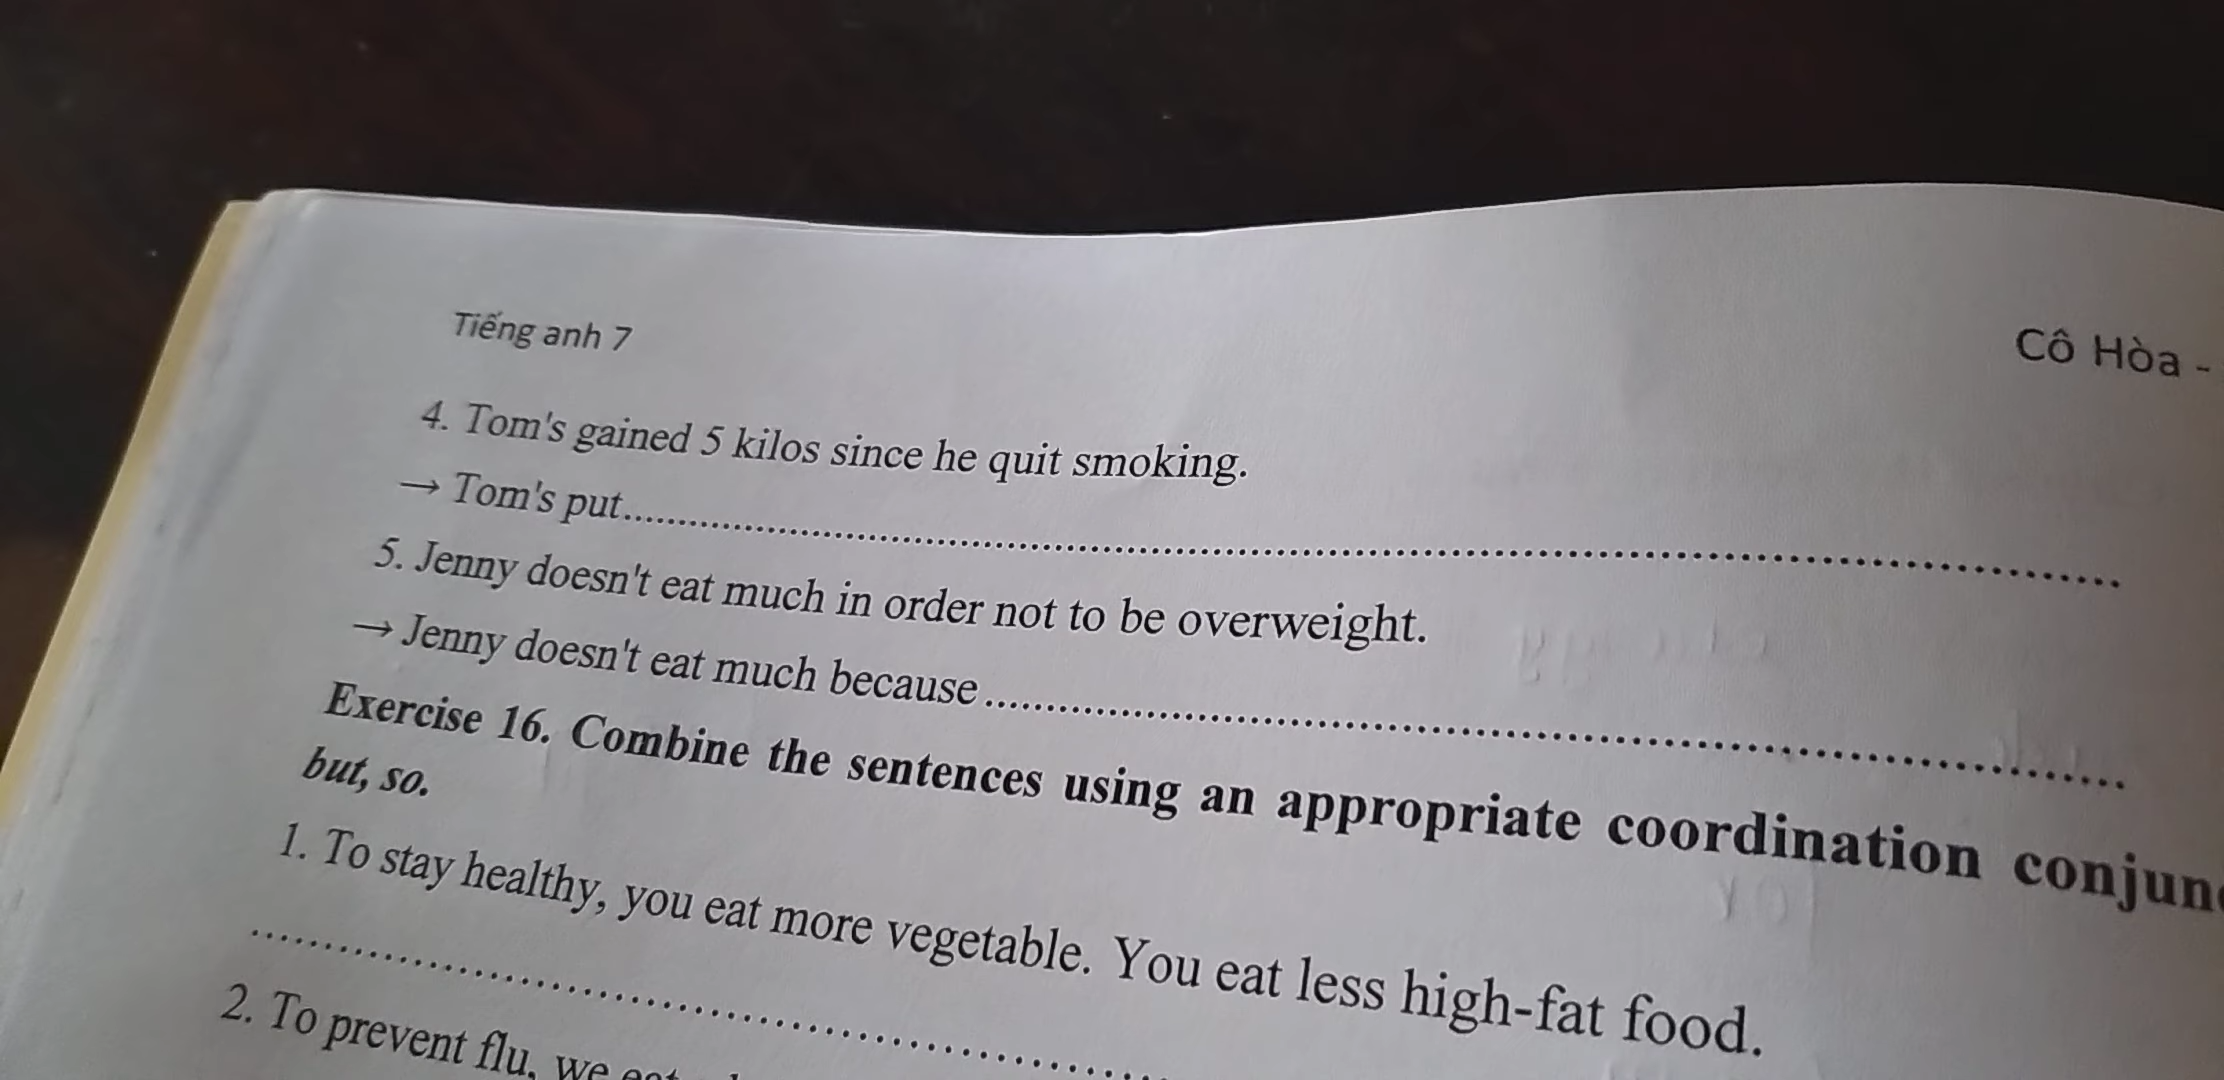 Tiếng anh 7
Cô Hòa -
4. Tom's gained 5 kilos since he quit smoking.
→ Tom's put........................................................................
5. Jenny doesn't eat much in order not to be overweight.
→ Jenny doesn't eat much because........................................................................
Exercise 16. Combine the sentences using an appropriate coordination
but, so.
1. To stay healthy, you eat more vegetable. You eat less high-fat food.
........................................................................
2. To prevent flu, we